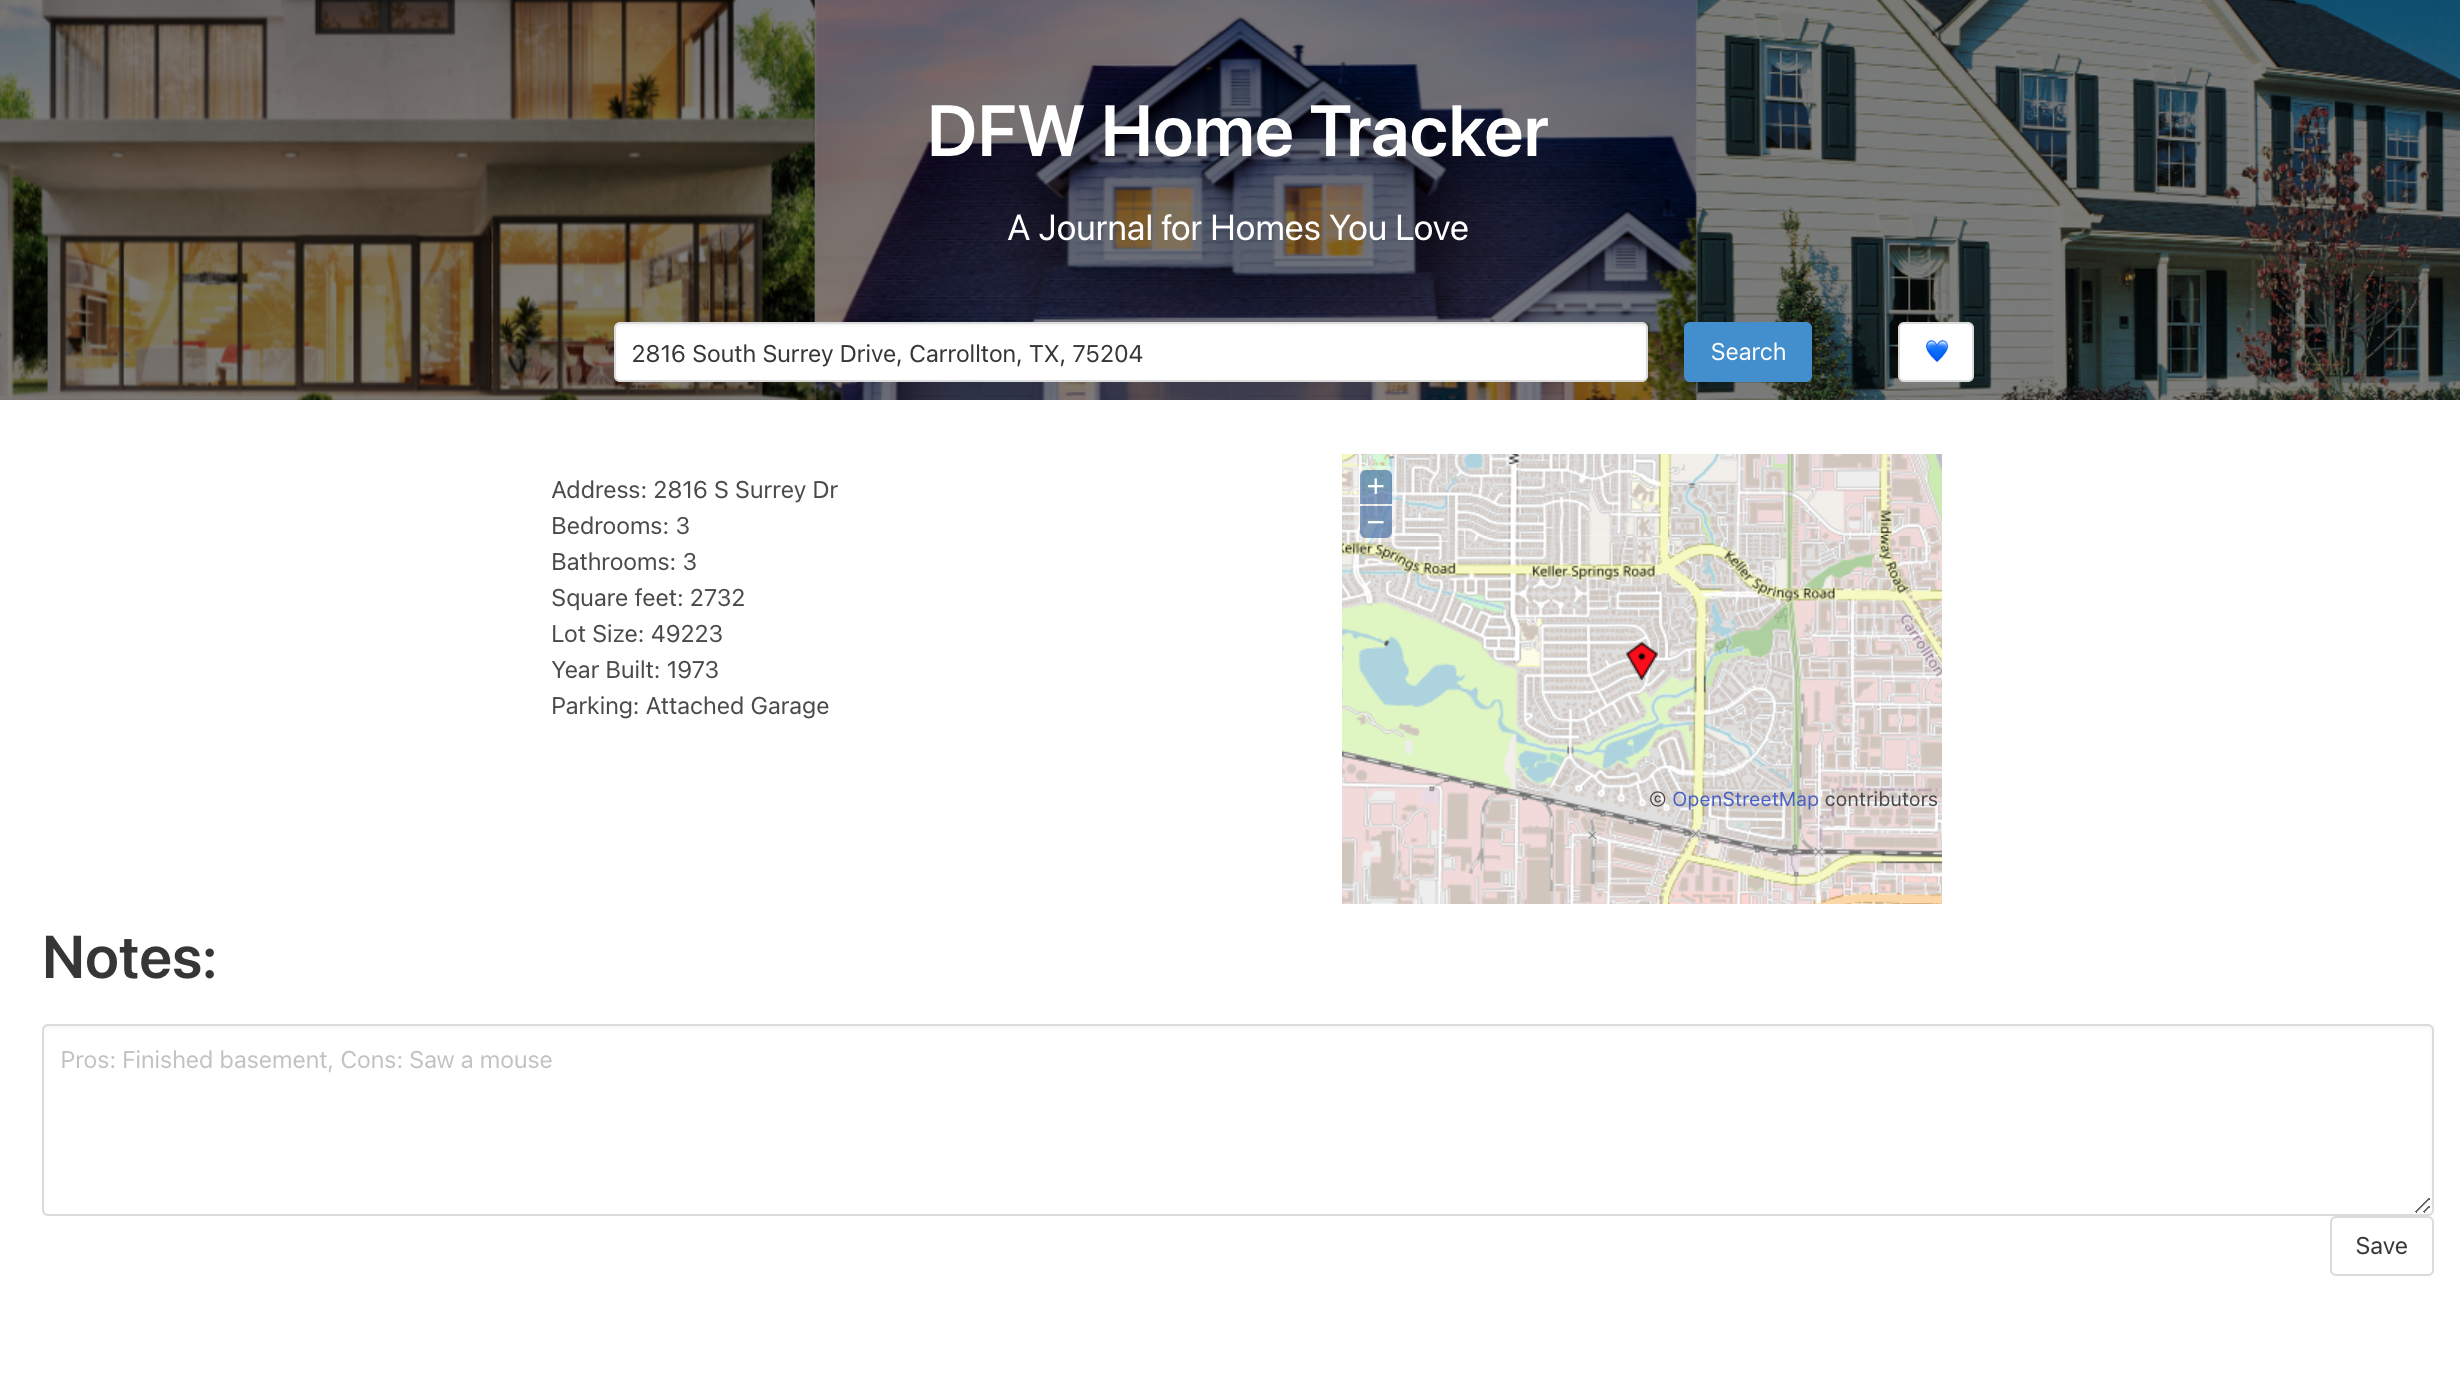 DFW Home Tracker
A Journal for Homes You Love
2816 South Surrey Drive, Carrollton, TX, 75204
Search
Address: 2816 S Surrey Dr
Bedrooms: 3
Bathrooms: 3
Square feet: 2732
Lot Size: 49223
Year Built: 1973
Parking: Attached Garage
+
−
Keller Springs Road
Keller Springs Road
Keller Springs Road
Midway Road
Carrollton
© OpenStreetMap contributors
Notes:
Pros: Finished basement, Cons: Saw a mouse
Save